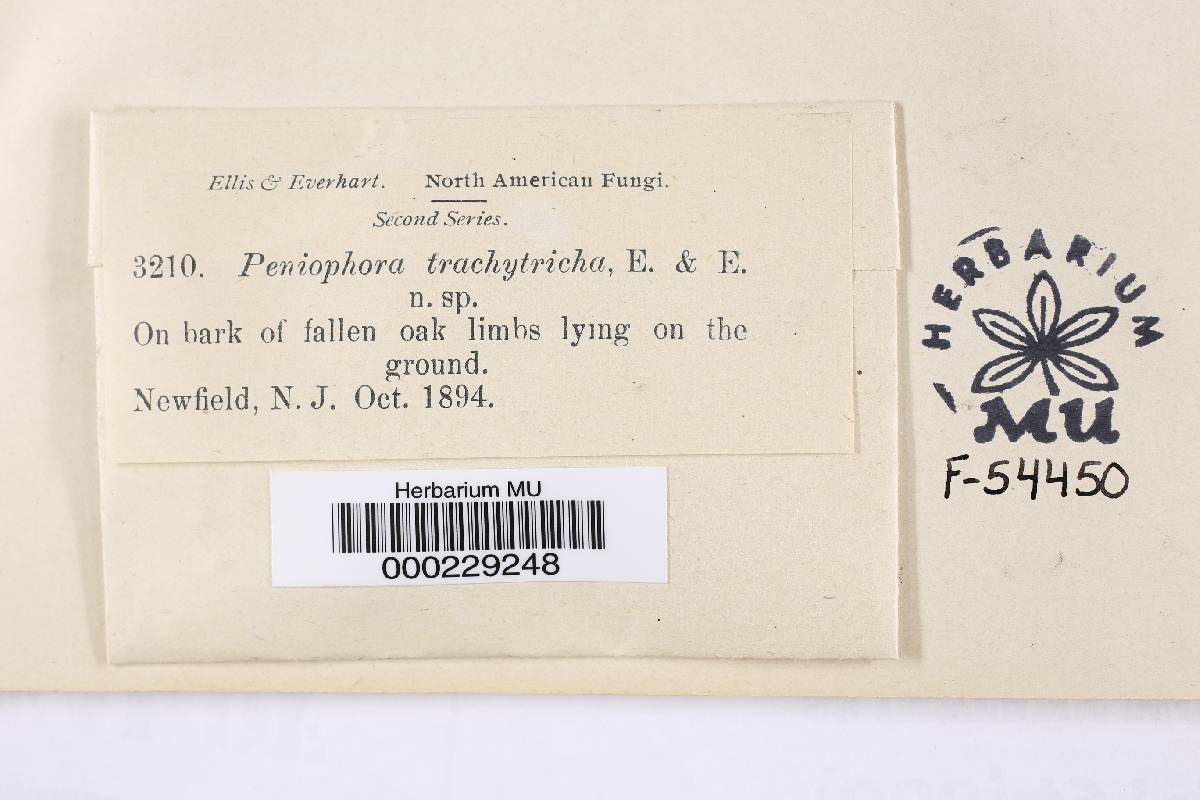 Ellis & Everhart. North American Fungi.
Second Series.
3210. Peniophora trachytricha, E. & E.
n. sp.
On bark of fallen oak limbs lying on the
ground.
Newfield, N. J. Oct. 1894.
Herbarium MU
000229248
HERBARIUM
MU
F-54450